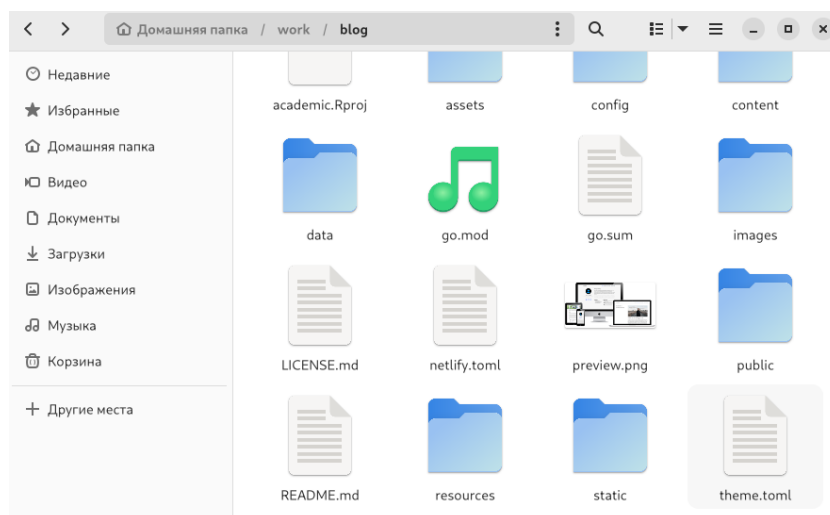 Домашняя папка / work / blog
Недавние
Избранные
Домашняя папка
Видео
Документы
Загрузки
Изображения
Музыка
Корзина
Другие места
academic.Rproj assets config content
data go.mod go.sum images
LICENSE.md netlify.toml preview.png public
README.md resources static theme.toml